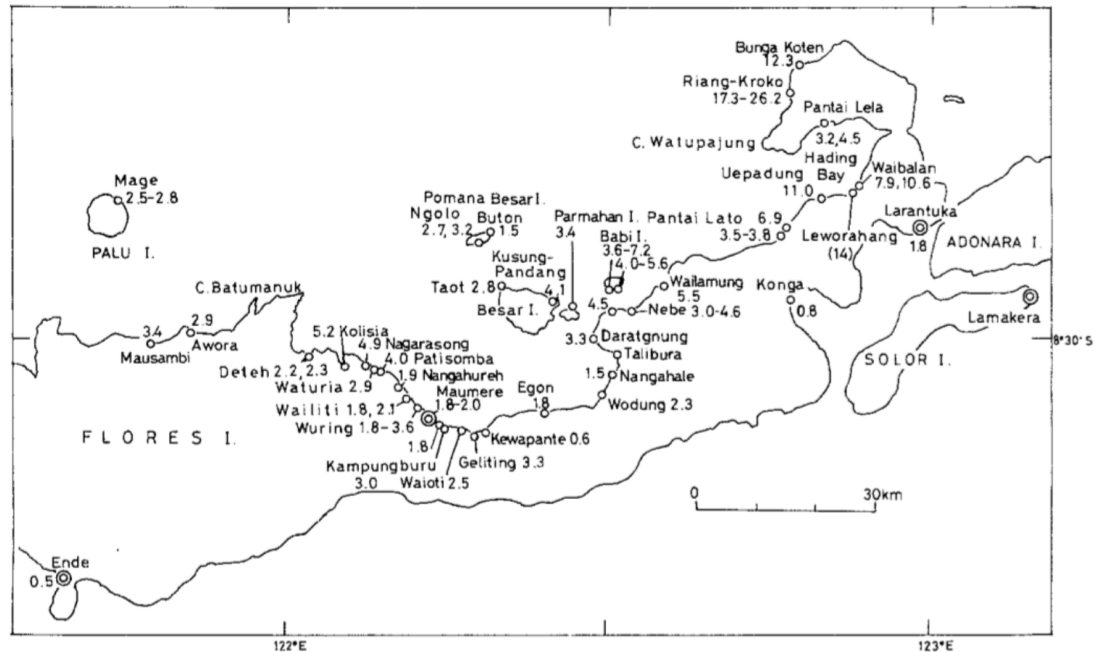 Bunga Koten
12.3
Riang-Kroko
17.3-26.2
Pantai Lela
3.2,4.5
C. Watupajung
Hading
Bay
Waibalan
7.9,10.6
Uepadung
11.0
Mage
2.5-2.8
PALU I.
Pomana Besar I.
Ngolo
2.7, 3.2
Buton
1.5
Parmahan I.
3.4
Pantai Lato 6.9
3.5-3.8
Larantuka
1.8
Leworahang
(14)
ADONARA I.
Babi I.
3.6-7.2
4.0-5.6
Kusung-
Pandang
4.1
Taot 2.8
Besar I.
Wailamung
5.5
Konga
0.8
4.5
Nebe 3.0-4.6
Lamakera
C. Batumanuk
3.4
Mausambi
2.9
Awora
5.2 Kolisia
4.9 Nagarasong
4.0 Patisomba
3.3
Daratgnung
Talibura
8°30'S
SOLOR I.
Deteh 2.2, 2.3
Waturia 2.9
1.9 Nangahureh
Maumere
1.8-2.0
1.5
Nangahale
Egon
1.8
Wodung 2.3
Wailiti 1.8, 2.1
Wuring 1.8-3.6
FLORES I.
1.8
Kewapante 0.6
Geliting 3.3
Kampungburu
3.0
Waioti 2.5
0
30km
Ende
0.5
122°E
123°E